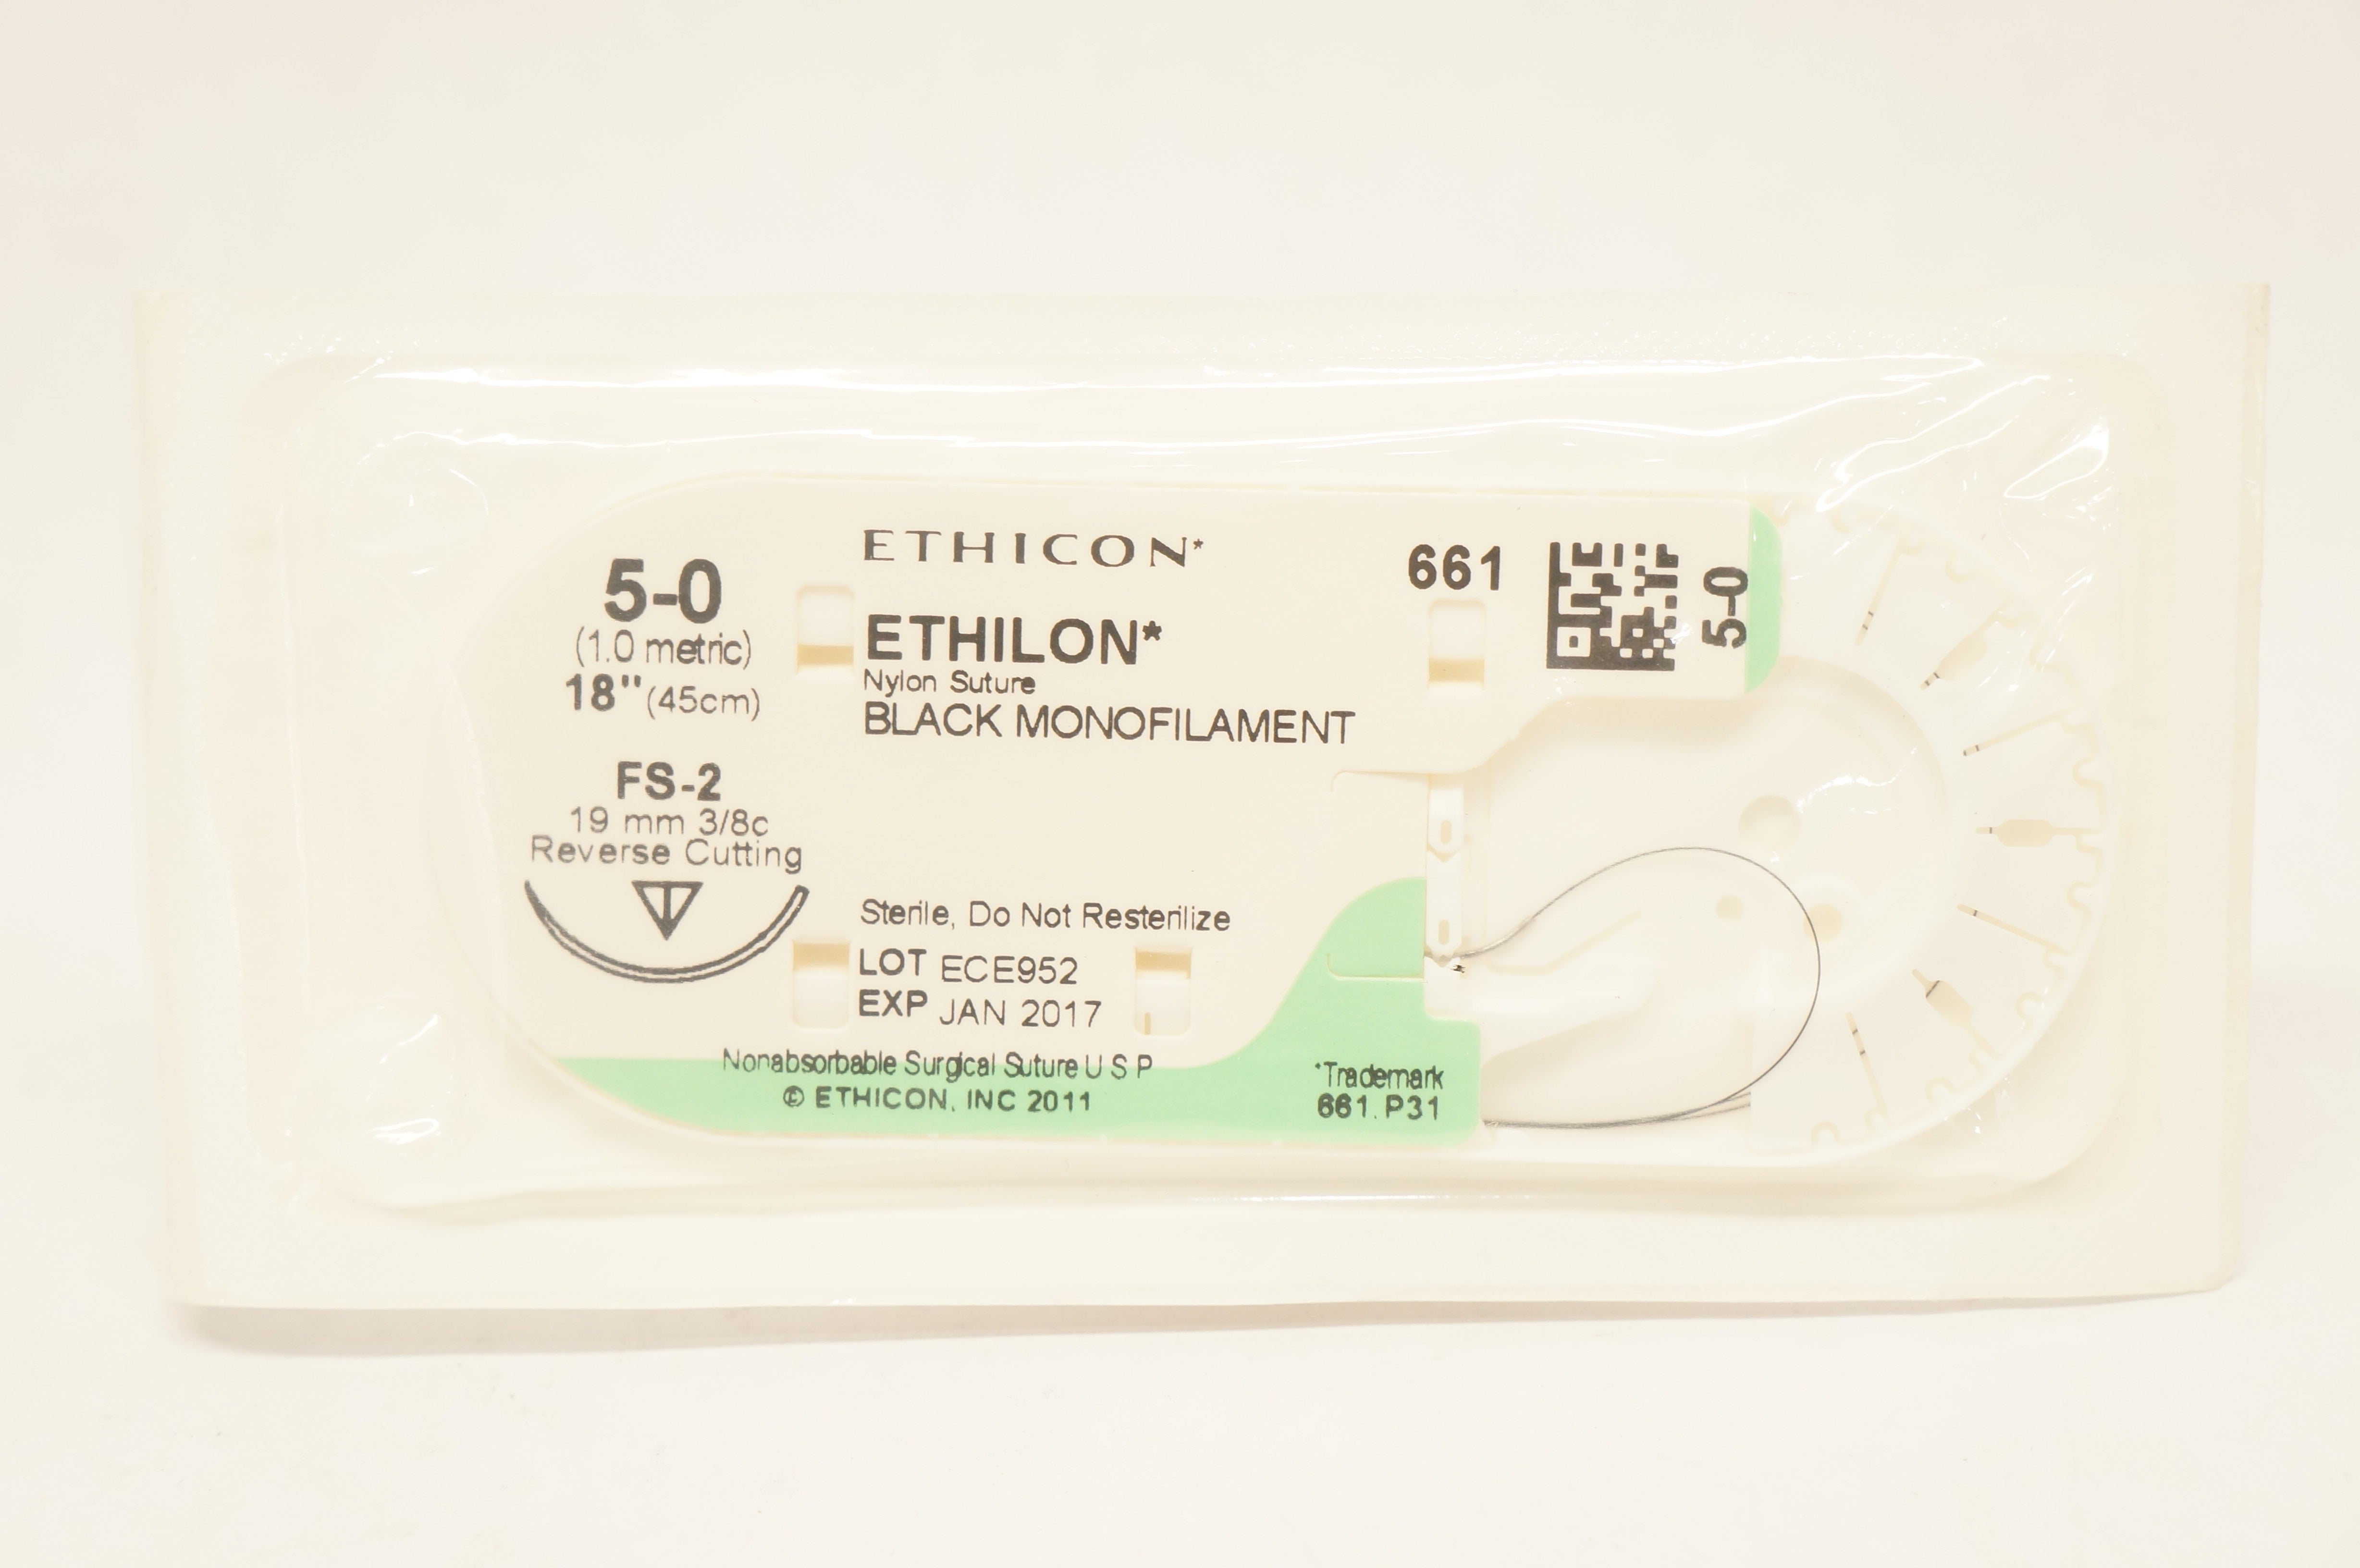 5-0
(1.0 metric)
18" (45cm)
FS-2
19 mm 3/8c
Reverse Cutting
ETHICON*
ETHILON*
Nylon Suture
BLACK MONOFILAMENT
661
5-0
Sterile, Do Not Resterilize
LOT ECE952
EXP JAN 2017
Nonabsorbable Surgical Suture U S P
© ETHICON, INC 2011
*Trademark
661.P31